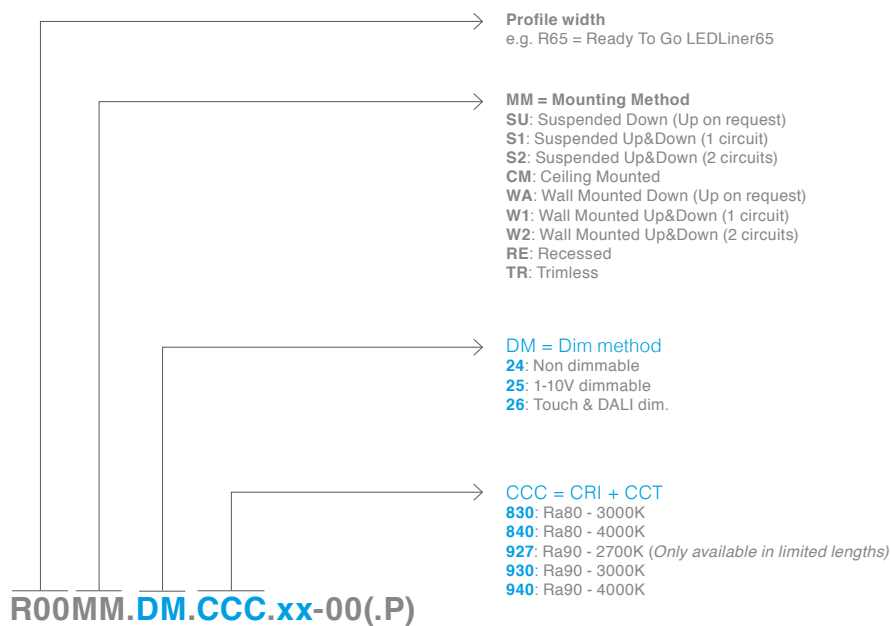 Profile width
e.g. R65 = Ready To Go LEDLiner65
MM = Mounting Method
SU: Suspended Down (Up on request)
S1: Suspended Up&Down (1 circuit)
S2: Suspended Up&Down (2 circuits)
CM: Ceiling Mounted
WA: Wall Mounted Down (Up on request)
W1: Wall Mounted Up&Down (1 circuit)
W2: Wall Mounted Up&Down (2 circuits)
RE: Recessed
TR: Trimless
DM = Dim method
24: Non dimmable
25: 1-10V dimmable
26: Touch & DALI dim.
CCC = CRI + CCT
830: Ra80 - 3000K
840: Ra80 - 4000K
927: Ra90 - 2700K (Only available in limited lengths)
930: Ra90 - 3000K
940: Ra90 - 4000K
R00MM.DM.CCC.xx-00(.P)